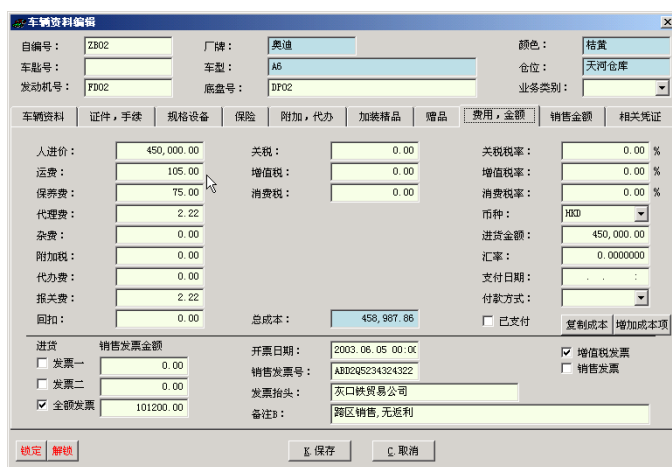 车辆资料编辑
自编号： ZB02 厂牌： 奥迪 颜色： 桔黄
车匙号： 车型： A6 仓位： 天河仓库
发动机号： FD02 底盘号： DP02 业务类别：
车辆资料 证件，手续 规格设备 保险 附加，代办 加装精品 赠品 费用，金额 销售金额 相关凭证
人进价： 450,000.00 关税： 0.00 关税税率： 0.00 %
运费： 105.00 增值税： 0.00 增值税率： 0.00 %
保养费： 75.00 消费税： 0.00 消费税率： 0.00 %
代理费： 2.22 币种： HKD
杂费： 0.00 进货金额： 450,000.00
附加税： 0.00 汇率： 0.0000000
代办费： 0.00 支付日期： . . :
报关费： 2.22 付款方式：
回扣： 0.00 总成本： 458,987.86 已支付 复制成本 增加成本项
进货 销售发票金额 开票日期： 2003.06.05 00:00 增值税发票
发票一 0.00 销售发票号： ABD2Q5234324322 销售发票
发票二 0.00 发票抬头： 灰口铁贸易公司
全额发票 101200.00 备注B： 跨区销售,无返利
锁定 解锁 K.保存 C.取消